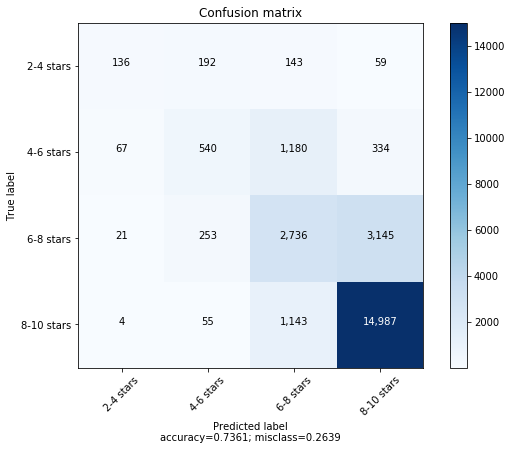 Confusion matrix
2-4 stars 136 192 143 59
4-6 stars 67 540 1,180 334
6-8 stars 21 253 2,736 3,145
8-10 stars 4 55 1,143 14,987
True label
2-4 stars 4-6 stars 6-8 stars 8-10 stars
Predicted label
accuracy=0.7361; misclass=0.2639
14000
12000
10000
8000
6000
4000
2000